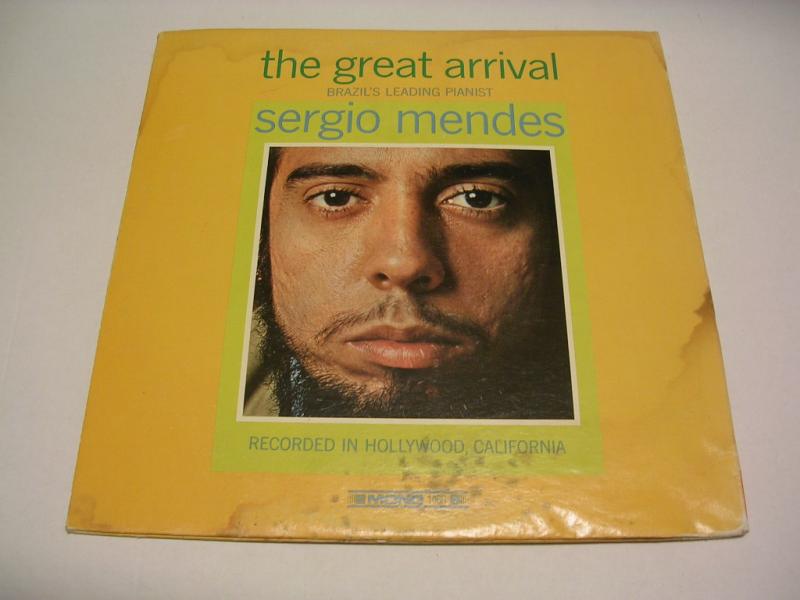 the great arrival
BRAZIL'S LEADING PIANIST
sergio mendes
RECORDED IN HOLLYWOOD, CALIFORNIA
MONO